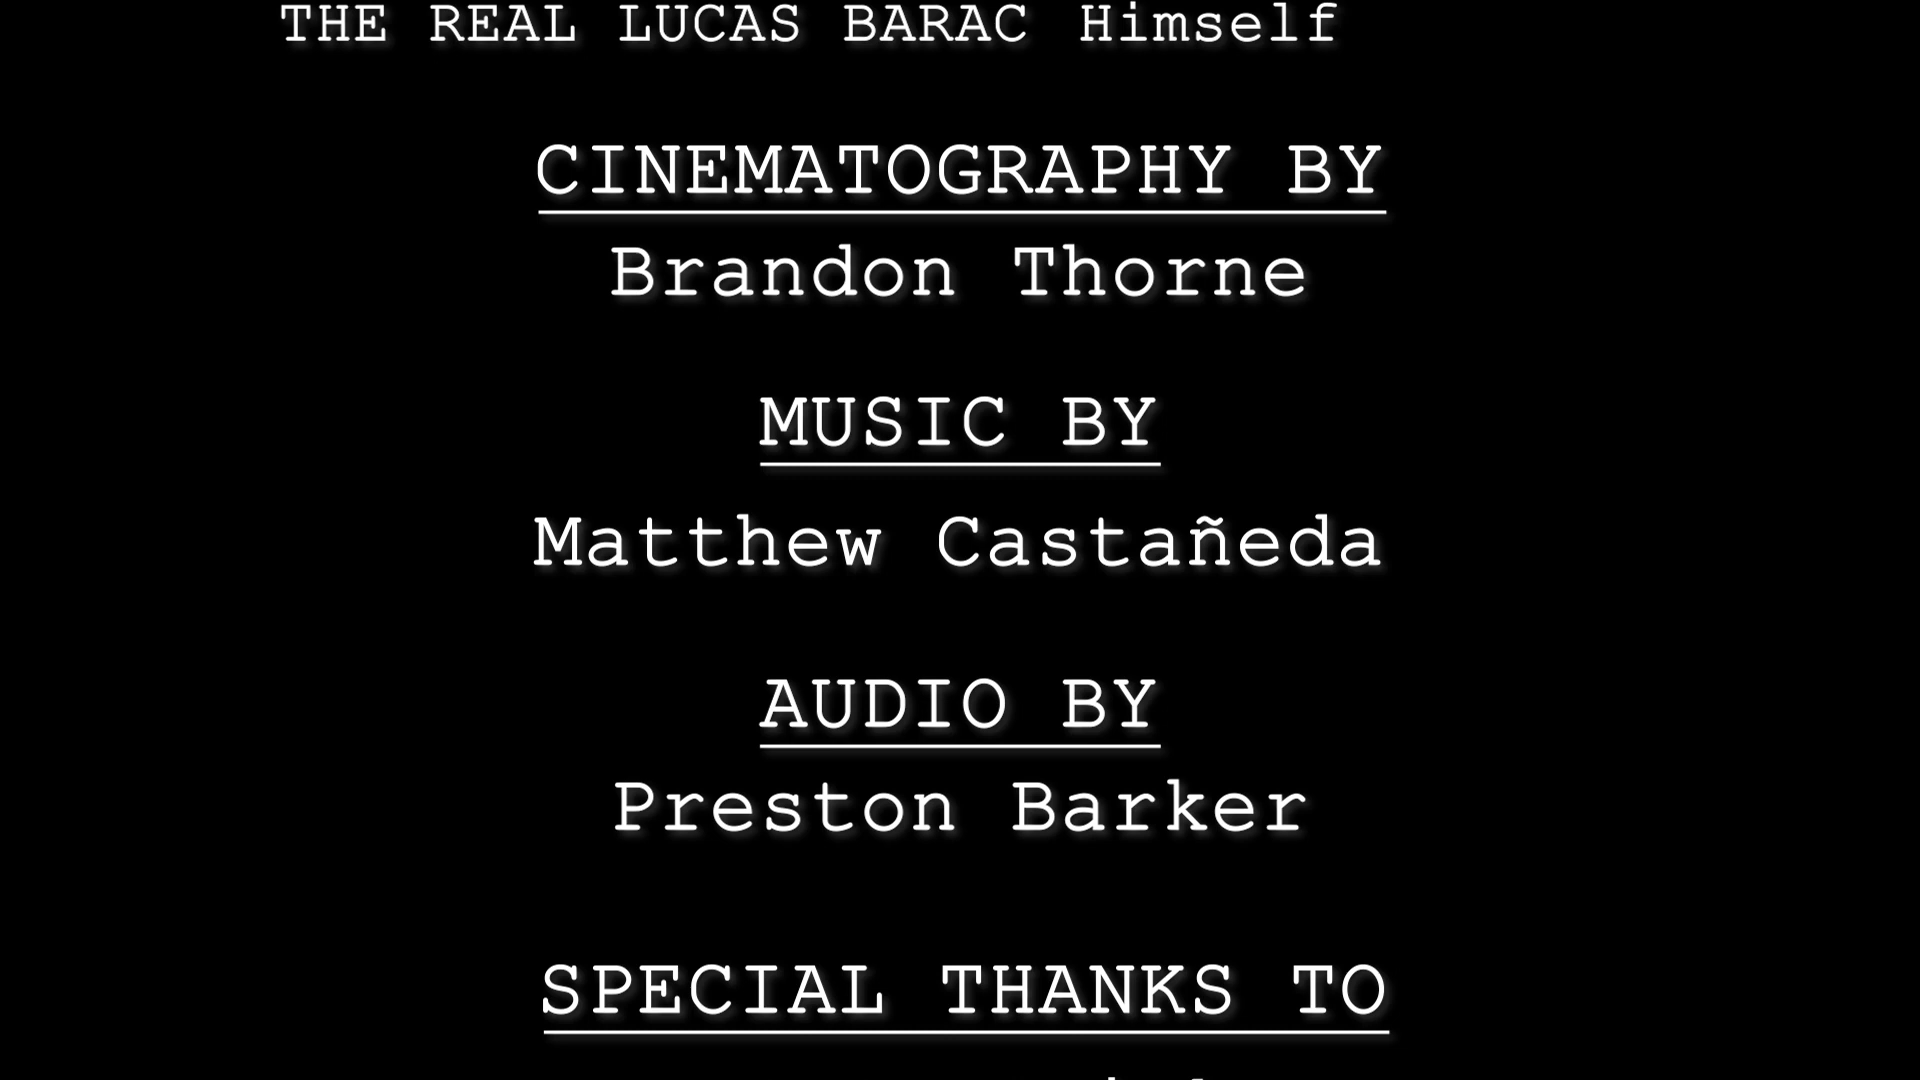 THE REAL LUCAS BARAC Himself
CINEMATOGRAPHY BY
Brandon Thorne
MUSIC BY
Matthew Castañeda
AUDIO BY
Preston Barker
SPECIAL THANKS TO